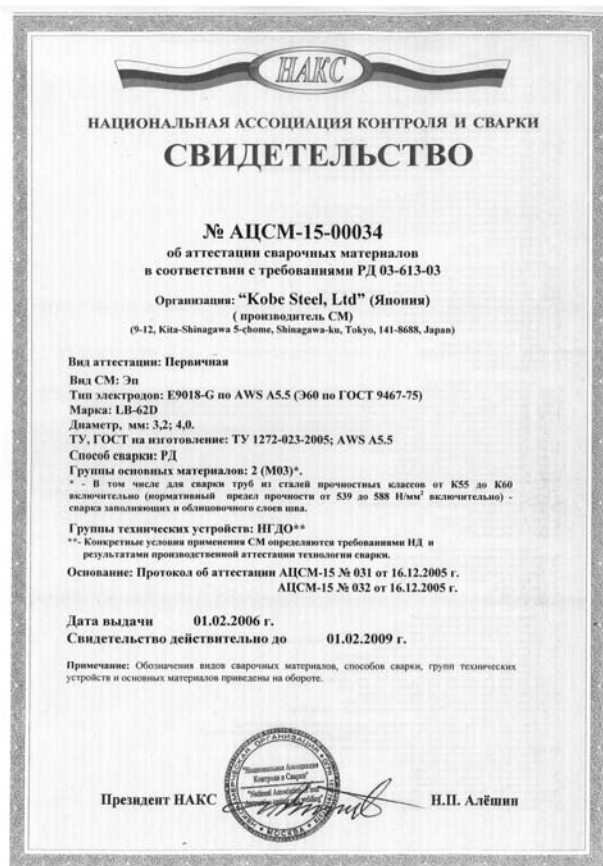 НАКС
НАЦИОНАЛЬНАЯ АССОЦИАЦИЯ КОНТРОЛЯ И СВАРКИ
СВИДЕТЕЛЬСТВО
№ АЦСМ-15-00034
об аттестации сварочных материалов
в соответствии с требованиями РД 03-613-03
Организация: “Kobe Steel, Ltd” (Япония)
( производитель СМ)
(9-12, Kita-Shinagawa 5-chome, Shinagawa-ku, Tokyo, 141-8688, Japan)
Вид аттестации: Первичная
Вид СМ: Эп
Тип электродов: E9018-G по AWS A5.5 (Э60 по ГОСТ 9467-75)
Марка: LB-62D
Диаметр, мм: 3,2; 4,0.
ТУ, ГОСТ на изготовление: ТУ 1272-023-2005; AWS A5.5
Способ сварки: РД
Группы основных материалов: 2 (М03)*.
* - В том числе для сварки труб из сталей прочностных классов от К55 до К60
включительно (нормативный предел прочности от 539 до 588 Н/мм² включительно) -
сварка заполняющих и облицовочного слоев шва.
Группы технических устройств: НГДО**
**- Конкретные условия применения СМ определяются требованиями НД и
результатами производственной аттестации технологии сварки.
Основание: Протокол об аттестации АЦСМ-15 № 031 от 16.12.2005 г.
АЦСМ-15 № 032 от 16.12.2005 г.
Дата выдачи 01.02.2006 г.
Свидетельство действительно до 01.02.2009 г.
Примечание: Обозначения видов сварочных материалов, способов сварки, групп технических
устройств и основных материалов приведены на обороте.
"Национальная Ассоциация
Контроля и Сварки"
МОСКВА
Президент НАКС Н.П. Алёшин